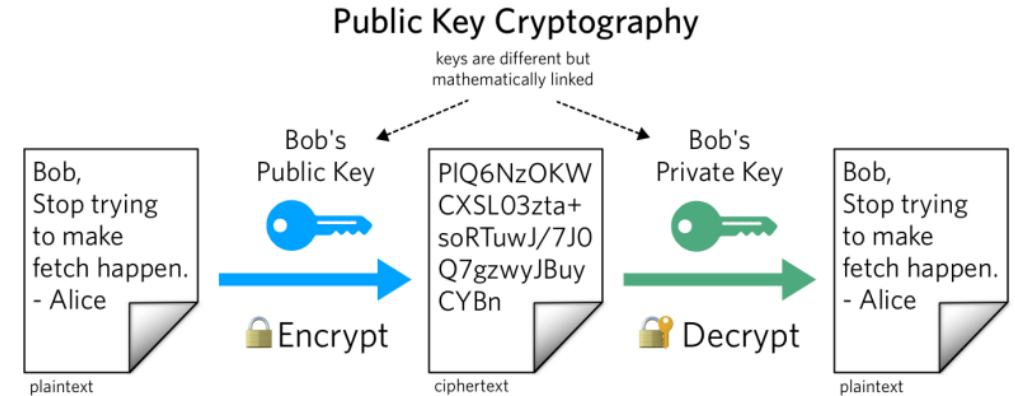 Public Key Cryptography
keys are different but
mathematically linked
Bob,
Stop trying
to make
fetch happen.
- Alice
plaintext
Bob's
Public Key
Encrypt
PlQ6NzOKW
CXSL03zta+
soRTuwJ/7J0
Q7gzwyJBuy
CYBn
ciphertext
Bob's
Private Key
Decrypt
Bob,
Stop trying
to make
fetch happen.
- Alice
plaintext